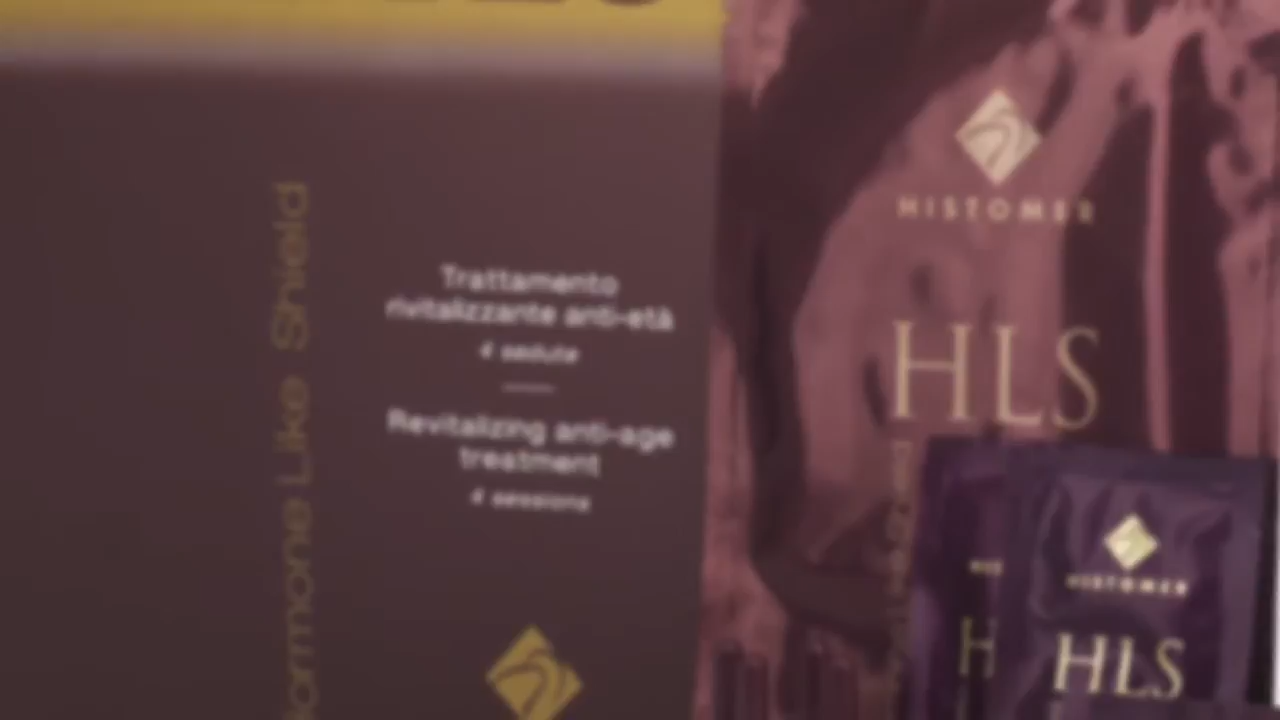 Hormone Like Shield
Trattamento
rivitalizzante anti-età
4 sedute
Revitalizing anti-age
treatment
4 sessions
HISTOMER
HLS
HISTOMER
HLS
H